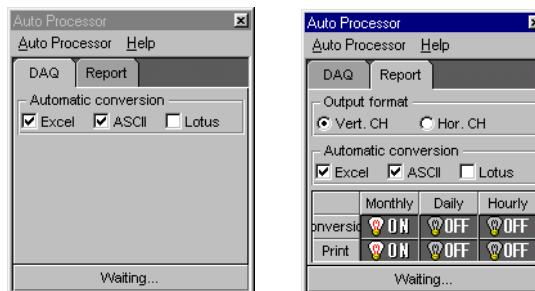 Auto Processor
Auto Processor Help
DAQ Report
Automatic conversion
Excel ASCII Lotus
Waiting...
Auto Processor
Auto Processor Help
DAQ Report
Output format
Vert. CH Hor. CH
Automatic conversion
Excel ASCII Lotus
Monthly Daily Hourly
ON OFF OFF
Print ON OFF OFF
Waiting...